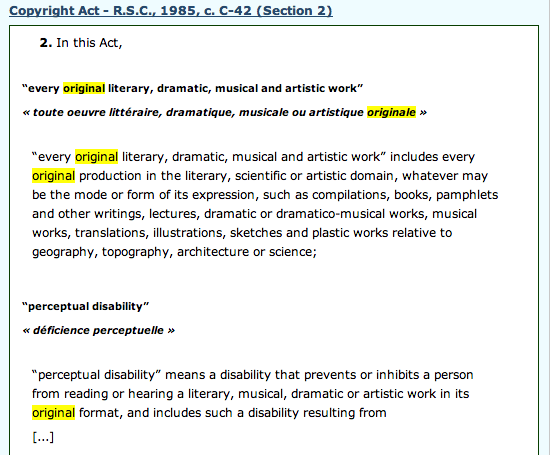 Copyright Act - R.S.C., 1985, c. C-42 (Section 2)
2. In this Act,
“every original literary, dramatic, musical and artistic work”
« toute oeuvre littéraire, dramatique, musicale ou artistique originale »
“every original literary, dramatic, musical and artistic work” includes every
original production in the literary, scientific or artistic domain, whatever may
be the mode or form of its expression, such as compilations, books, pamphlets
and other writings, lectures, dramatic or dramatico-musical works, musical
works, translations, illustrations, sketches and plastic works relative to
geography, topography, architecture or science;
“perceptual disability”
« déficience perceptuelle »
“perceptual disability” means a disability that prevents or inhibits a person
from reading or hearing a literary, musical, dramatic or artistic work in its
original format, and includes such a disability resulting from
[...]